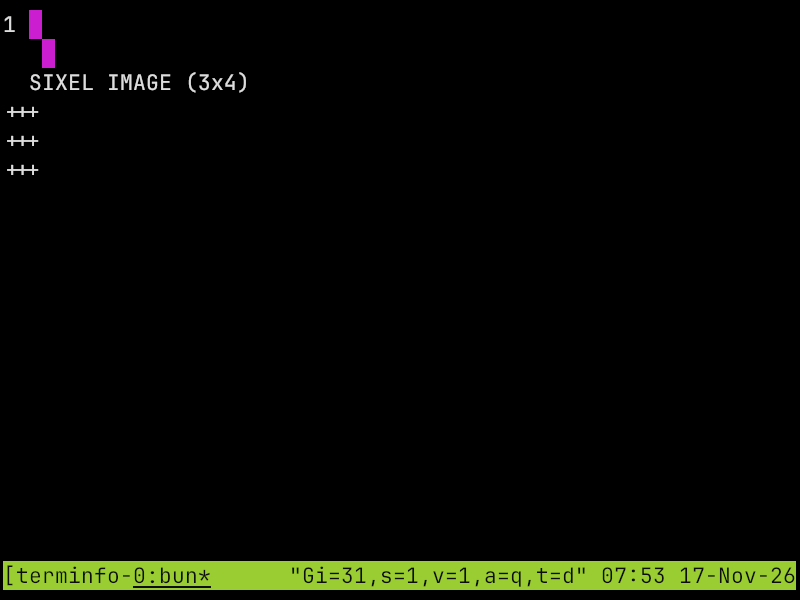 1
SIXEL IMAGE (3x4)
+++
+++
+++
[terminfo-0:bun* "Gi=31,s=1,v=1,a=q,t=d" 07:53 17-Nov-26